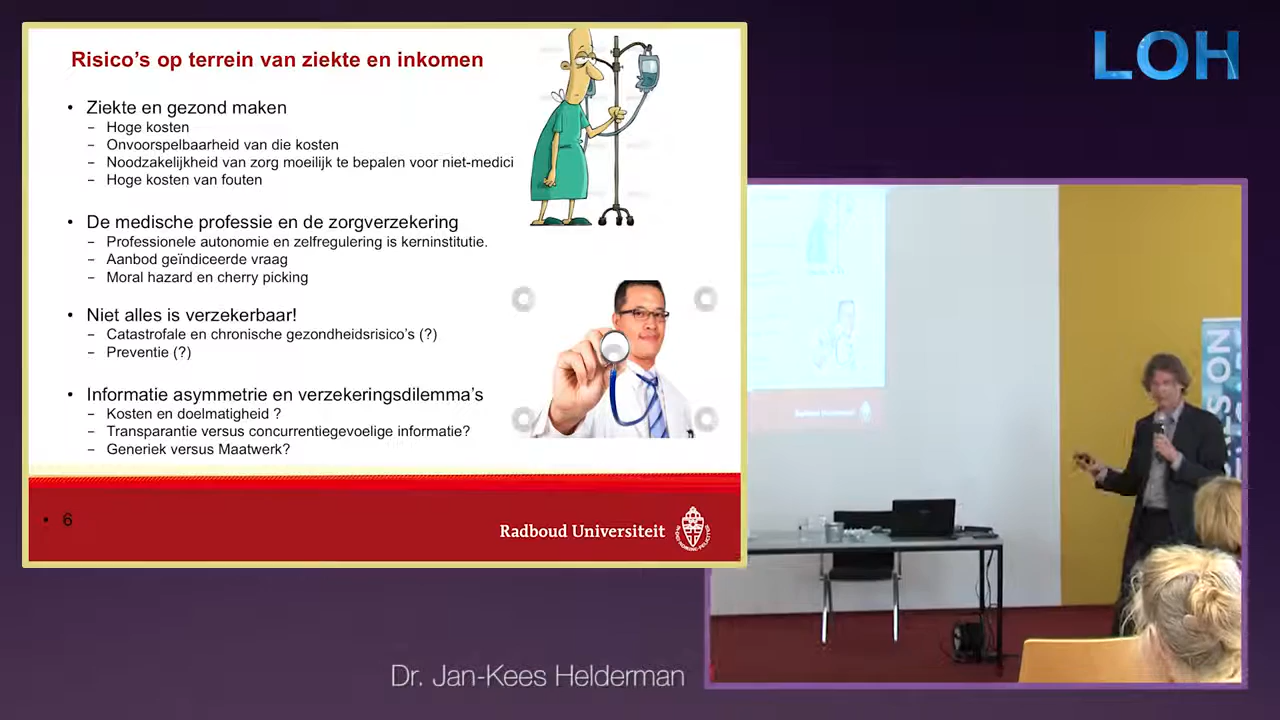 Risico’s op terrein van ziekte en inkomen
• Ziekte en gezond maken
– Hoge kosten
– Onvoorspelbaarheid van die kosten
– Noodzakelijkheid van zorg moeilijk te bepalen voor niet-medici
– Hoge kosten van fouten
• De medische professie en de zorgverzekering
– Professionele autonomie en zelfregulering is kerninstitutie.
– Aanbod geïndiceerde vraag
– Moral hazard en cherry picking
• Niet alles is verzekerbaar!
– Catastrofale en chronische gezondheidsrisico’s (?)
– Preventie (?)
• Informatie asymmetrie en verzekeringsdilemma’s
– Kosten en doelmatigheid ?
– Transparantie versus concurrentiegevoelige informatie?
– Generiek versus Maatwerk?
• 6
Radboud Universiteit
LOH
Dr. Jan-Kees Helderman